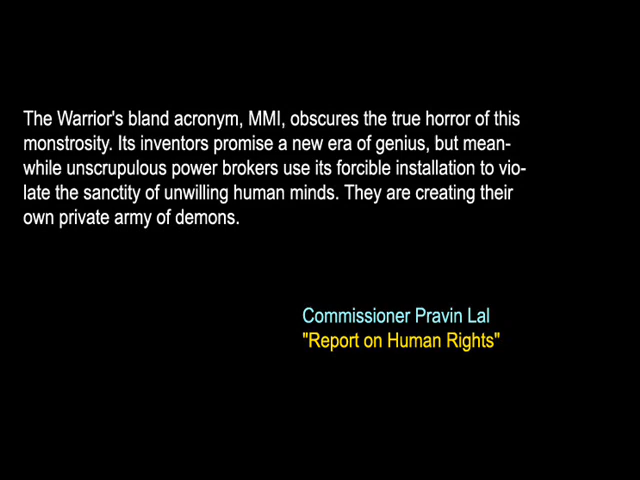 The Warrior's bland acronym, MMI, obscures the true horror of this
monstrosity. Its inventors promise a new era of genius, but mean-
while unscrupulous power brokers use its forcible installation to vio-
late the sanctity of unwilling human minds. They are creating their
own private army of demons.
Commissioner Pravin Lal
"Report on Human Rights"